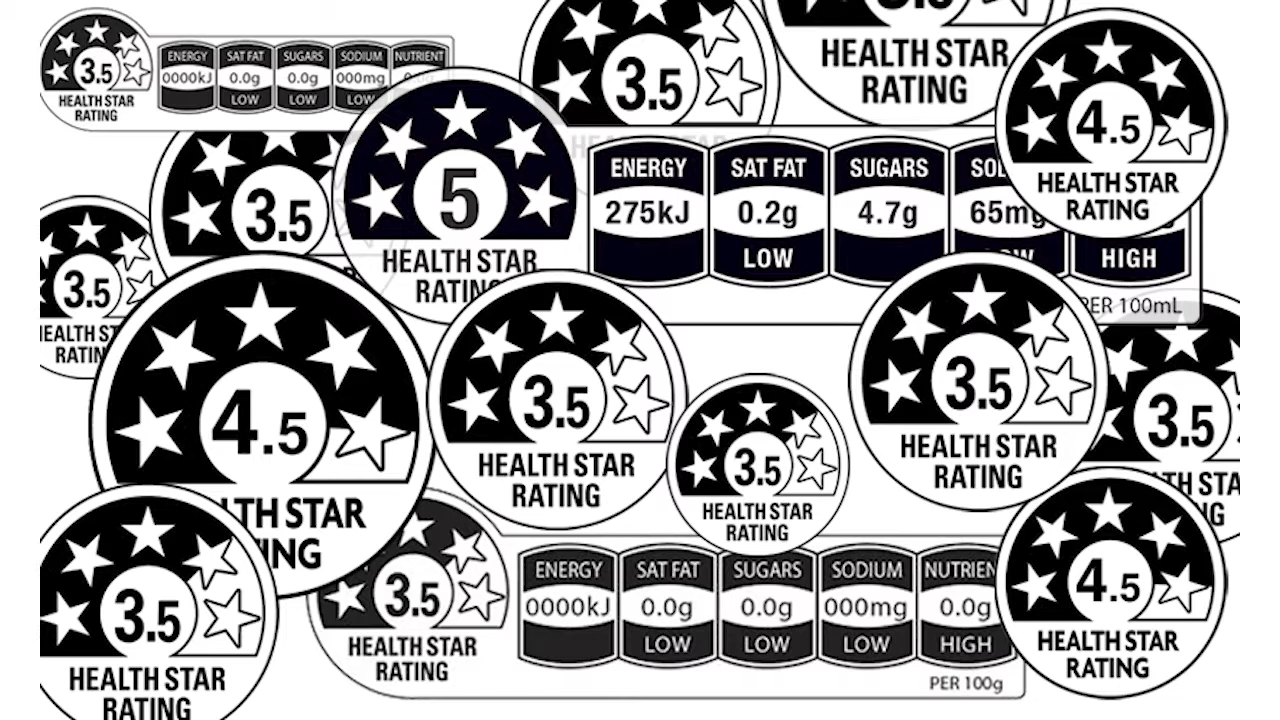 3.5
HEALTH STAR
RATING
ENERGY
0000kJ
SAT FAT
0.0g
LOW
SUGARS
0.0g
LOW
SODIUM
000mg
LOW
NUTRIENT
3.5
HEALTH STAR
RATING
4.5
HEALTH STAR
RATING
3.5
5
HEALTH STAR
RATING
ENERGY
275kJ
SAT FAT
0.2g
LOW
SUGARS
4.7g
65mg
HIGH
PER 100mL
3.5
RATING
4.5
STAR
3.5
HEALTH STAR
RATING
3.5
HEALTH STAR
RATING
3.5
HEALTH STAR
RATING
3.5
3.5
HEALTH STAR
RATING
3.5
HEALTH STAR
RATING
ENERGY
0000kJ
SAT FAT
0.0g
LOW
SUGARS
0.0g
LOW
SODIUM
000mg
LOW
0.0g
HIGH
PER 100g
4.5
HEALTH STAR
RATING